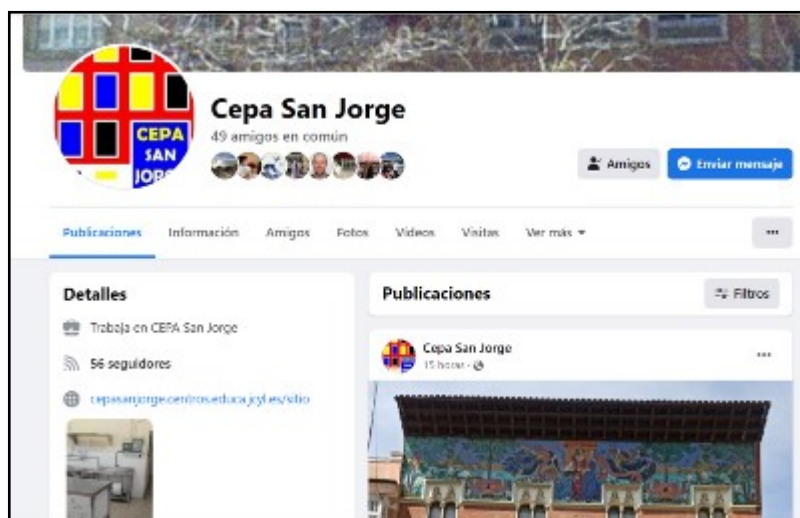 Cepa San Jorge
49 amigos en común
CEPA
SAN
JORGE
Amigos
Enviar mensaje
Publicaciones
Información
Amigos
Fotos
Vídeos
Visitas
Ver más
Detalles
Trabaja en CEPA San Jorge
56 seguidores
cepasanjorge.centros.educa.jcyl.es/sitio
Publicaciones
Filtros
Cepa San Jorge
15 horas